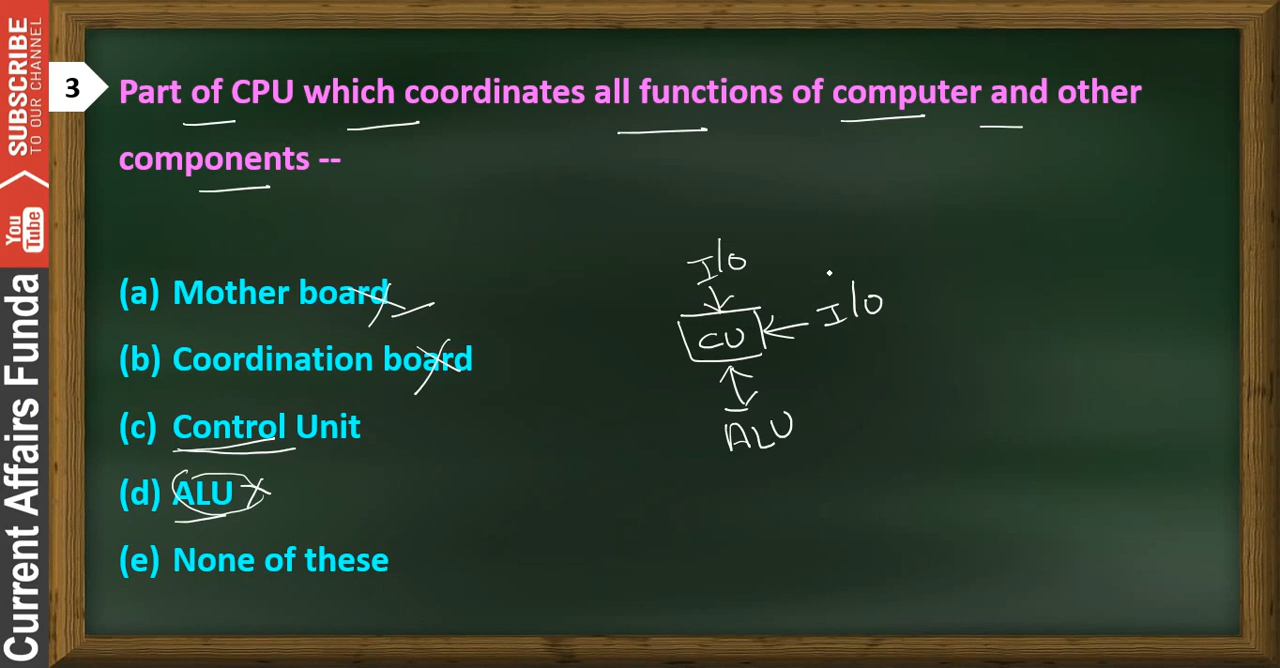 SUBSCRIBE
TO OUR CHANNEL
You
Tube
Current Affairs Funda
3
Part of CPU which coordinates all functions of computer and other
components --
(a) Mother board
(b) Coordination board
(c) Control Unit
(d) ALU
(e) None of these
I/O
I/O
CU
ALU